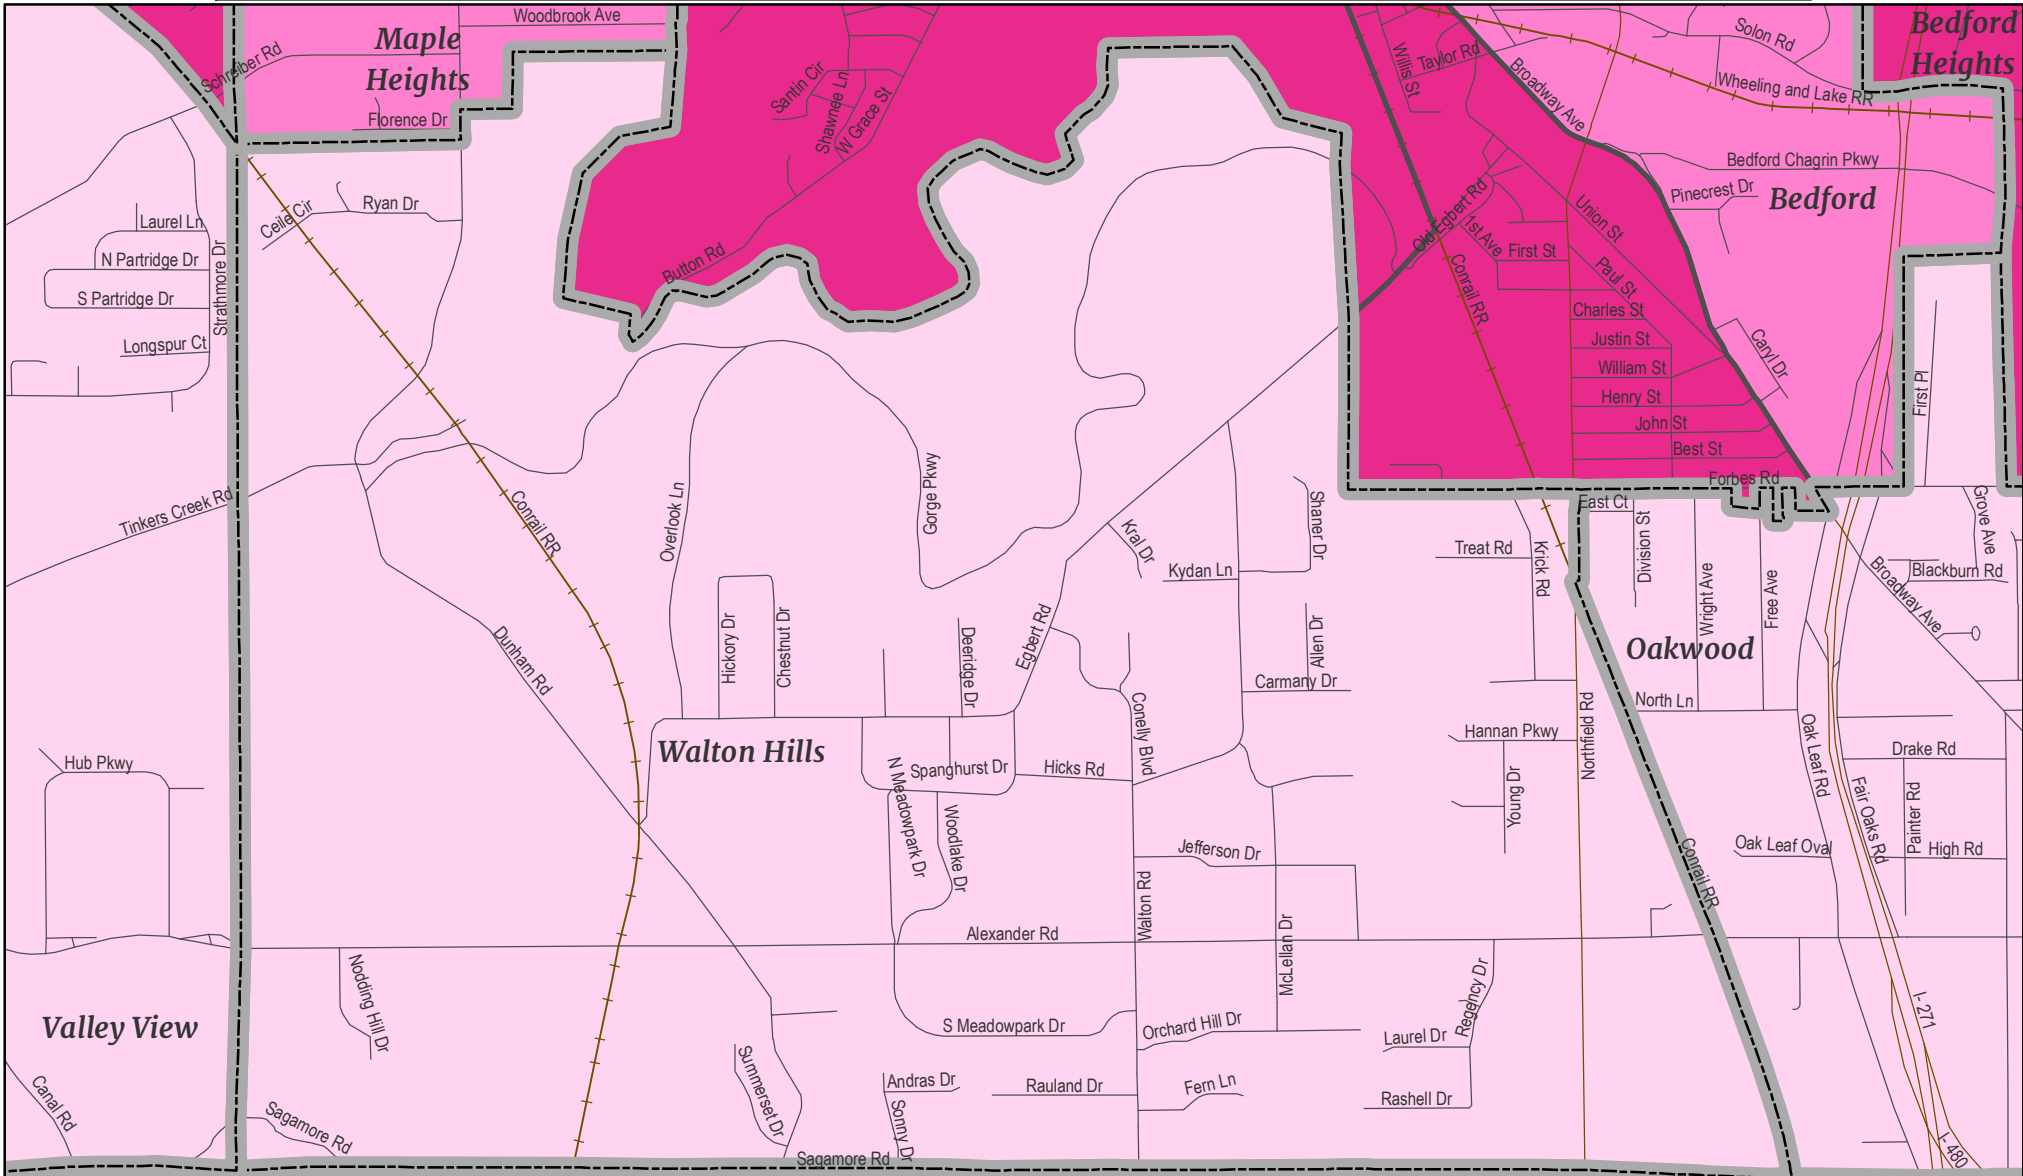 Woodbrook Ave
Maple
Heights
Schreiber Rd
Florence Dr
Santin Cir
Shawnee Ln
W Grace St
Button Rd
Willis St
Taylor Rd
Broadway Ave
Solon Rd
Wheeling and Lake RR
Bedford
Heights
Bedford Chagrin Pkwy
Pinecrest Dr
Bedford
Old Egbert Rd
1st Ave
First St
Union St
Paul St
Conrail RR
Charles St
Justin St
William St
Henry St
John St
Best St
Forbes Rd
Caryl Dr
First Pl
Laurel Ln
N Partridge Dr
S Partridge Dr
Longspur Ct
Strathmore Dr
Ceile Cir
Ryan Dr
Tinkers Creek Rd
Conrail RR
Overlook Ln
Gorge Pkwy
Kral Dr
Kydan Ln
Shaner Dr
Treat Rd
Krick Rd
East Ct
Division St
Wright Ave
Free Ave
Grove Ave
Blackburn Rd
Broadway Ave
Dunham Rd
Hickory Dr
Chestnut Dr
Deeridge Dr
Egbert Rd
Allen Dr
Carmany Dr
Conelly Blvd
Oakwood
North Ln
Northfield Rd
Hannan Pkwy
Young Dr
Oak Leaf Rd
Drake Rd
Fair Oaks Rd
Painter Rd
Oak Leaf Oval
High Rd
Hub Pkwy
Walton Hills
N Meadowpark Dr
Spanghurst Dr
Hicks Rd
Woodlake Dr
Jefferson Dr
Walton Rd
McLellan Dr
Conrail RR
Alexander Rd
Nodding Hill Dr
Valley View
S Meadowpark Dr
Orchard Hill Dr
Regency Dr
Laurel Dr
I-271
Canal Rd
Sagamore Rd
Summerset Dr
Andras Dr
Sonny Dr
Rauland Dr
Fern Ln
Rashell Dr
Sagamore Rd
I-480